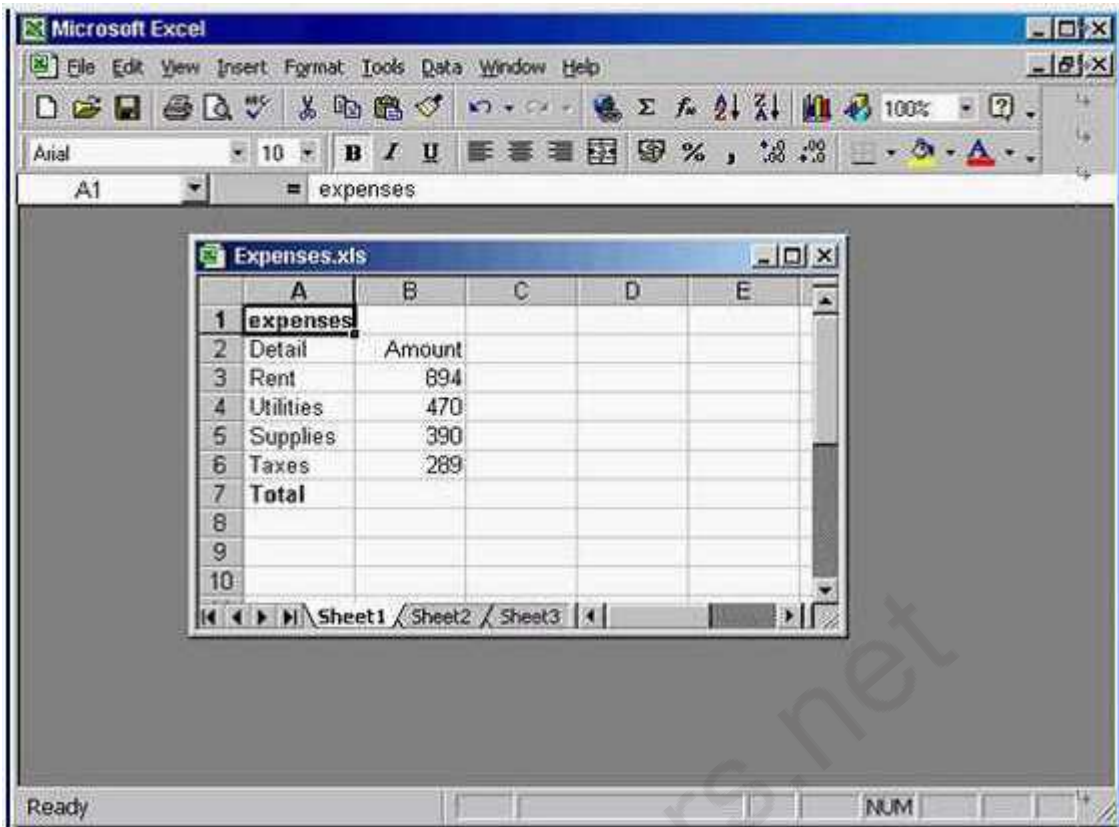 Microsoft Excel
File Edit View Insert Format Tools Data Window Help
100%
Arial 10 B I U % ,
A1 = expenses
Expenses.xls
A B C D E
1 expenses
2 Detail Amount
3 Rent 894
4 Utilities 470
5 Supplies 390
6 Taxes 289
7 Total
8
9
10
Sheet1 Sheet2 Sheet3
rs.net
Ready NUM